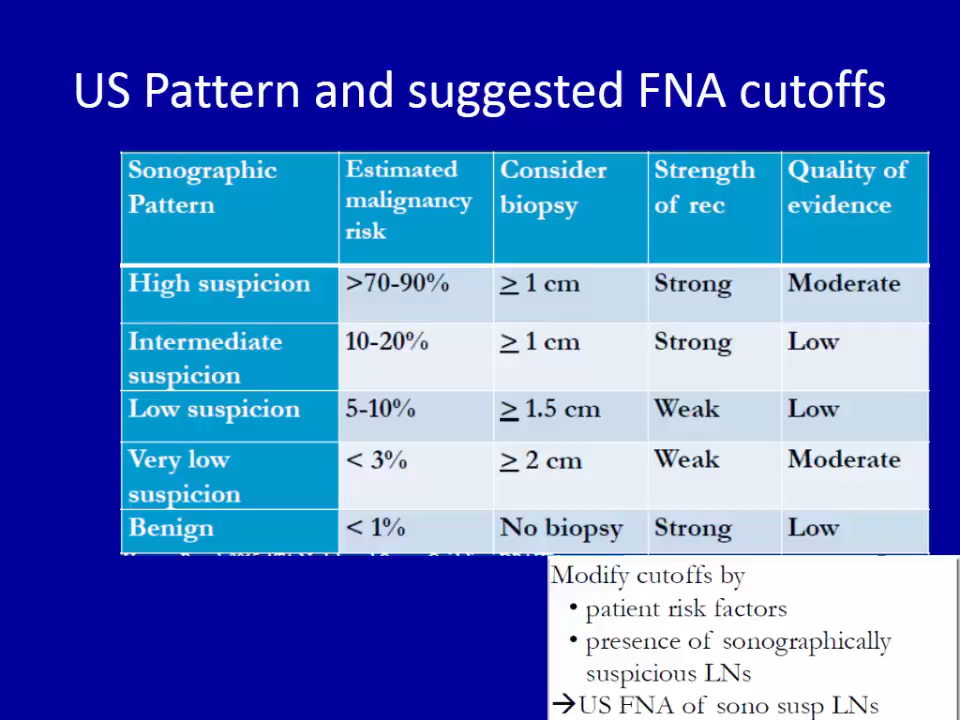 US Pattern and suggested FNA cutoffs
Sonographic Pattern | Estimated malignancy risk | Consider biopsy | Strength of rec | Quality of evidence
High suspicion | >70-90% | ≥ 1 cm | Strong | Moderate
Intermediate suspicion | 10-20% | ≥ 1 cm | Strong | Low
Low suspicion | 5-10% | ≥ 1.5 cm | Weak | Low
Very low suspicion | < 3% | ≥ 2 cm | Weak | Moderate
Benign | < 1% | No biopsy | Strong | Low
Modify cutoffs by
• patient risk factors
• presence of sonographically
suspicious LNs
→US FNA of sono susp LNs